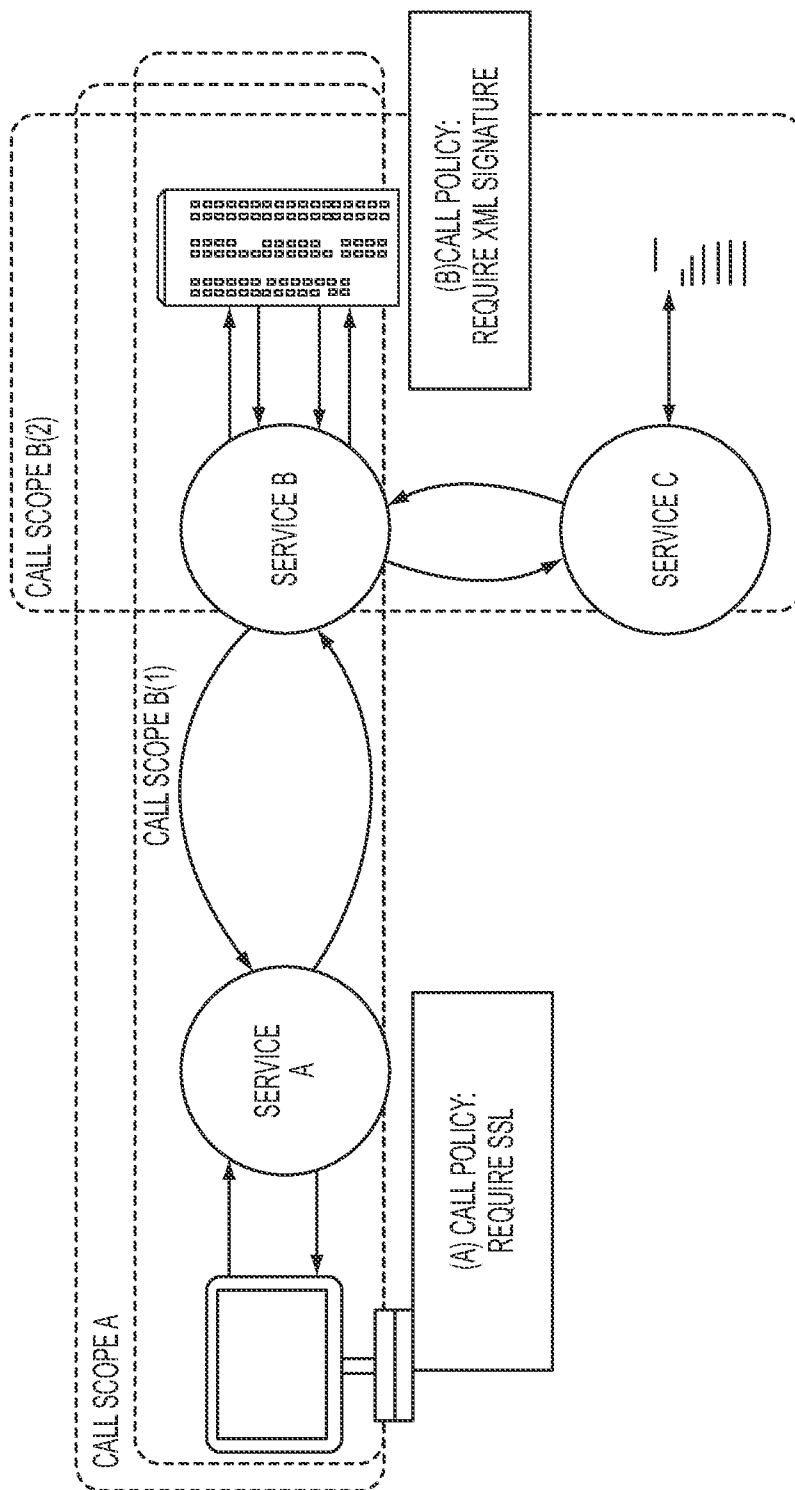 CALL SCOPE A
CALL SCOPE B(1)
CALL SCOPE B(2)
SERVICE
A
SERVICE B
SERVICE C
(A) CALL POLICY:
REQUIRE SSL
(B)CALL POLICY:
REQUIRE XML SIGNATURE